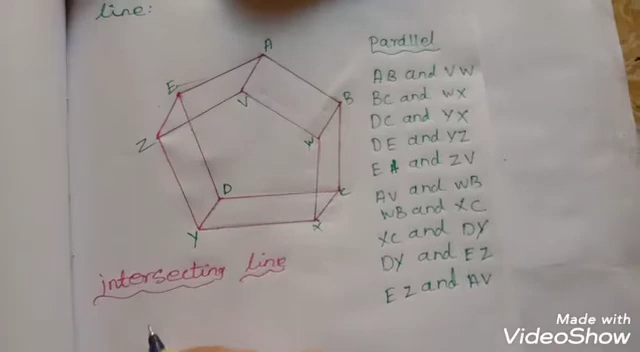 line:
A
B
E
V
Z
W
D
C
Y
X
Parallel
AB and VW
BC and WX
DC and YX
DE and YZ
EA and ZV
AV and WB
WB and XC
XC and DY
DY and EZ
EZ and AV
intersecting line
Made with
VideoShow